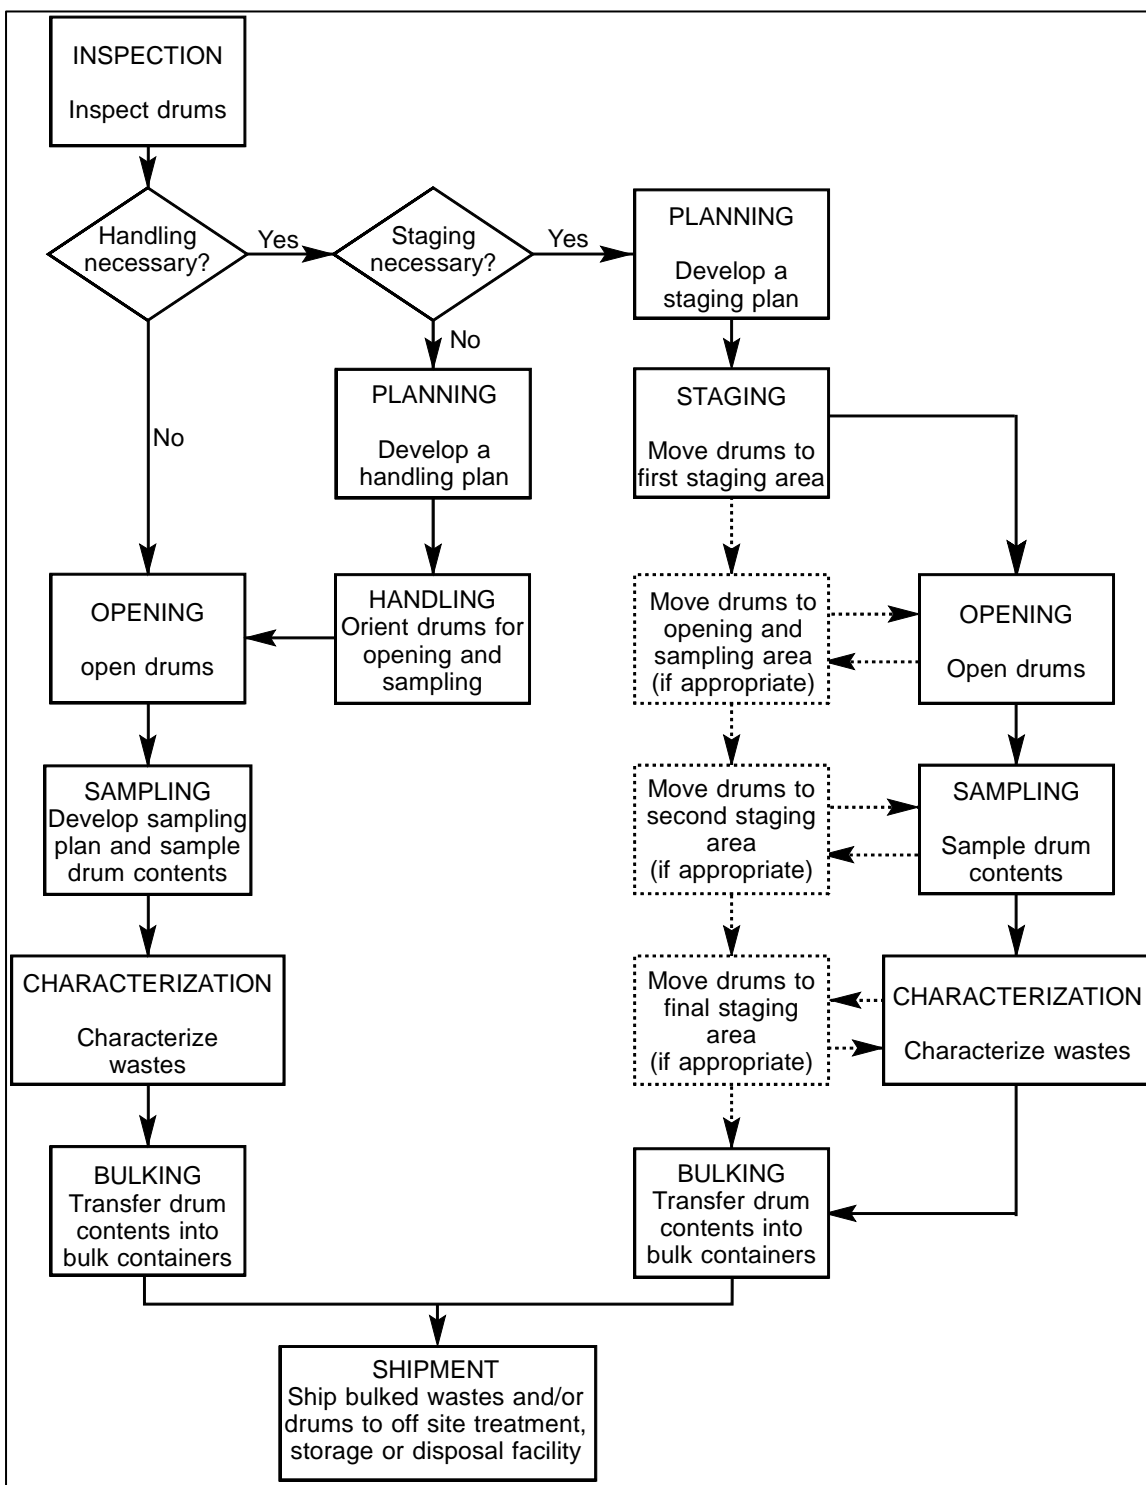 INSPECTION
Inspect drums
Handling
necessary?
Yes
Staging
necessary?
Yes
PLANNING
Develop a
staging plan
No
No
PLANNING
Develop a
handling plan
STAGING
Move drums to
first staging area
OPENING
open drums
HANDLING
Orient drums for
opening and
sampling
Move drums to
opening and
sampling area
(if appropriate)
OPENING
Open drums
SAMPLING
Develop sampling
plan and sample
drum contents
Move drums to
second staging
area
(if appropriate)
SAMPLING
Sample drum
contents
CHARACTERIZATION
Characterize
wastes
Move drums to
final staging
area
(if appropriate)
CHARACTERIZATION
Characterize wastes
BULKING
Transfer drum
contents into
bulk containers
BULKING
Transfer drum
contents into
bulk containers
SHIPMENT
Ship bulked wastes and/or
drums to off site treatment,
storage or disposal facility